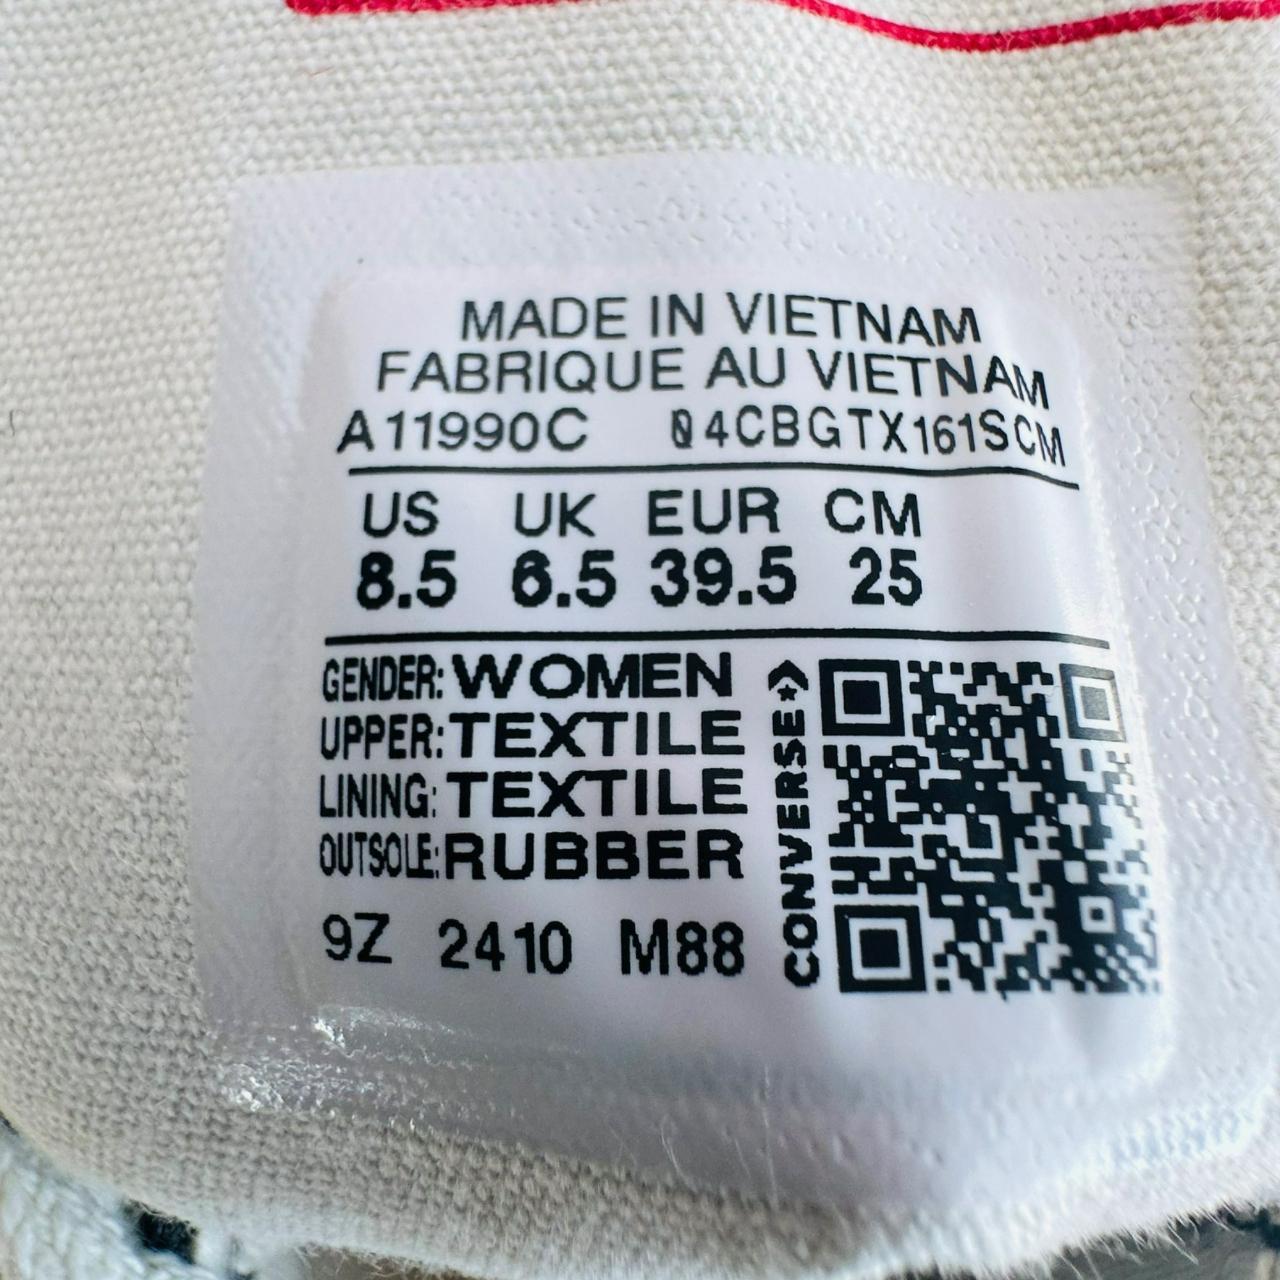 MADE IN VIETNAM
FABRIQUE AU VIETNAM
A11990C 04CBGTX161SCM
US UK EUR CM
8.5 6.5 39.5 25
GENDER: WOMEN
UPPER: TEXTILE
LINING: TEXTILE
OUTSOLE: RUBBER
9Z 2410 M88
CONVERSE